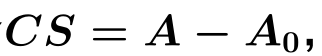 CS = A - A₀,